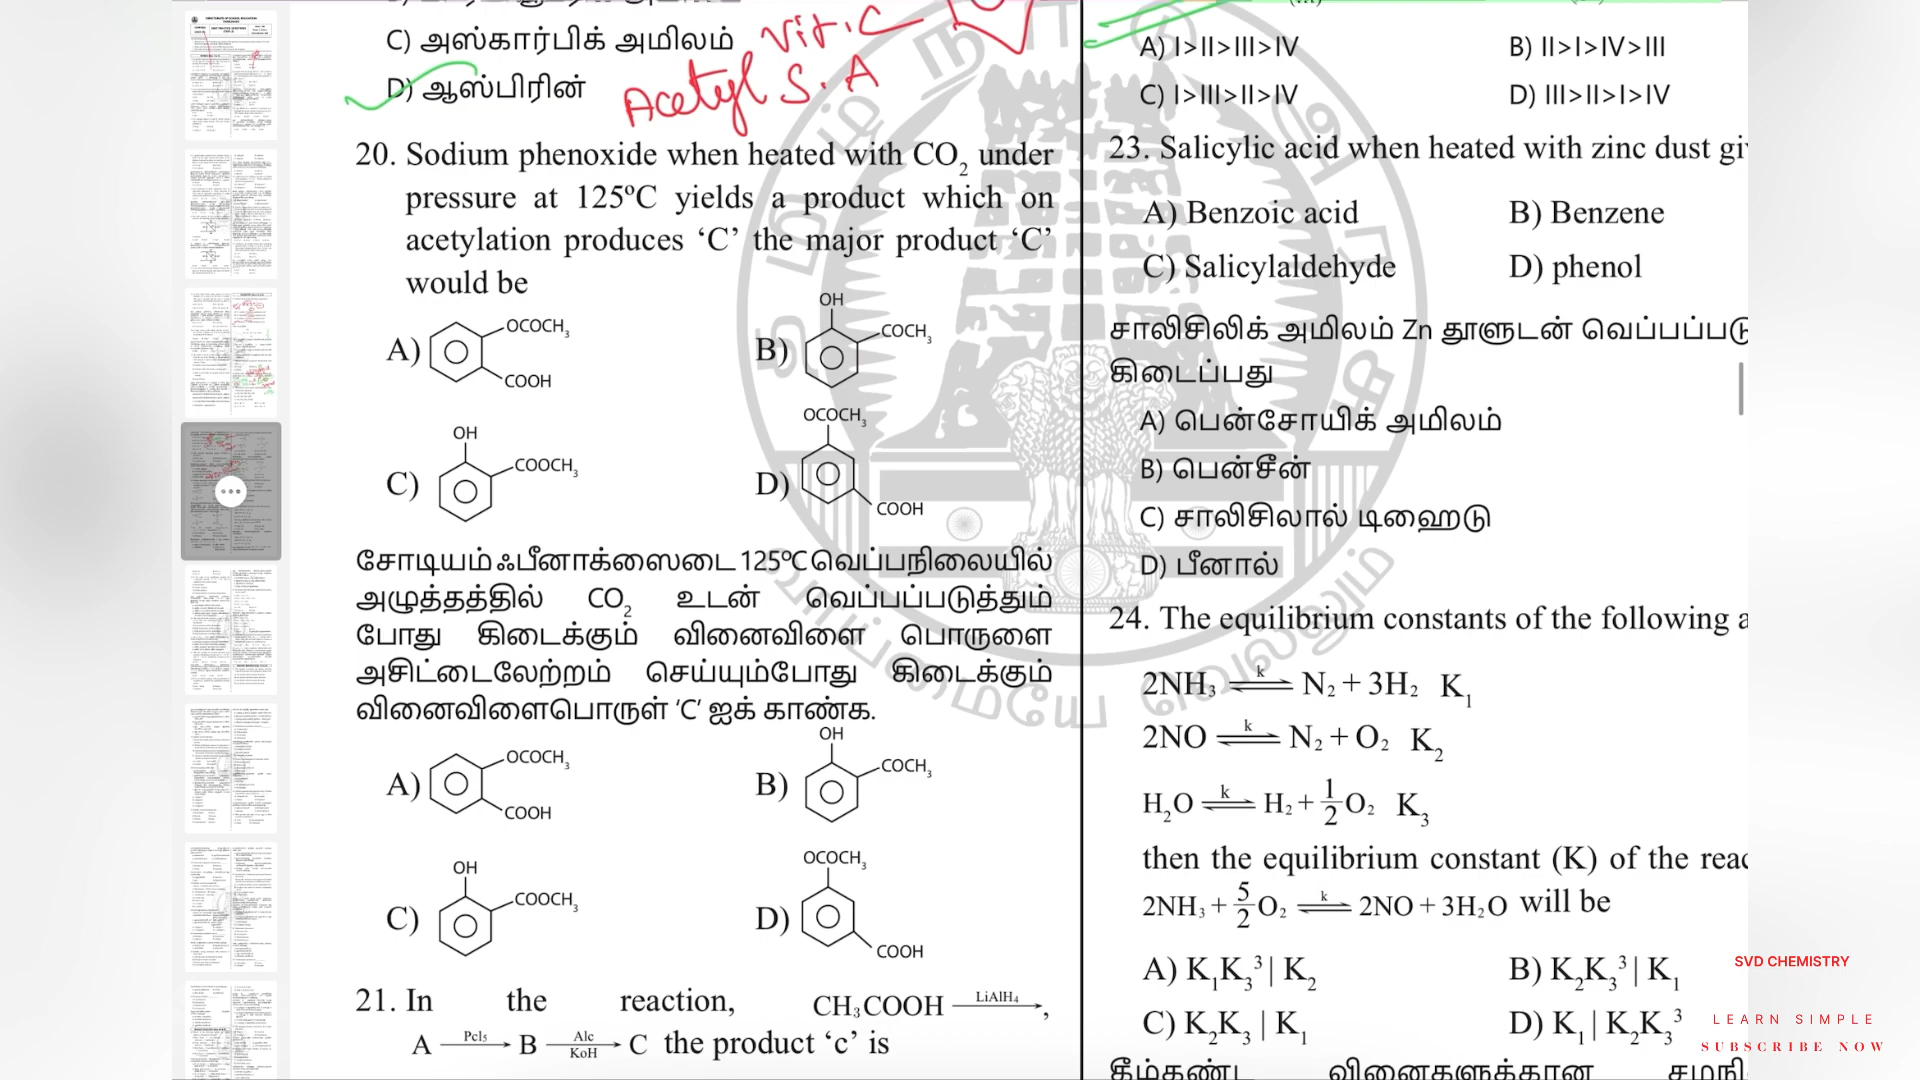 C) அஸ்கார்பிக் அமிலம்
Vit. C
D) ஆஸ்பிரின்
Acetyl S. A
20. Sodium phenoxide when heated with CO₂ under
pressure at 125ºC yields a product which on
acetylation produces ‘C’ the major product ‘C’
would be
A) OCOCH₃ COOH
B) OH COCH₃
C) OH COOCH₃
D) OCOCH₃ COOH
சோடியம் ஃபீனாக்ஸைடை 125ºC வெப்பநிலையில்
அழுத்தத்தில் CO₂ உடன் வெப்பப்படுத்தும்
போது கிடைக்கும் வினைவிளை பொருளை
அசிட்டைலேற்றம் செய்யும்போது கிடைக்கும்
வினைவிளைபொருள் ‘C’ ஐக் காண்க.
A) OCOCH₃ COOH
B) OH COCH₃
C) OH COOCH₃
D) OCOCH₃ COOH
21. In the reaction, CH₃COOH —LiAlH₄→,
A —Pcl₅→ B —Alc KoH→ C the product ‘c’ is
A) I>II>III>IV
B) II>I>IV>III
C) I>III>II>IV
D) III>II>I>IV
23. Salicylic acid when heated with zinc dust gi
A) Benzoic acid
B) Benzene
C) Salicylaldehyde
D) phenol
சாலிசிலிக் அமிலம் Zn தூளுடன் வெப்பப்படு
கிடைப்பது
A) பென்சோயிக் அமிலம்
B) பென்சீன்
C) சாலிசிலால் டிஹைடு
D) பீனால்
24. The equilibrium constants of the following a
2NH₃ ⇌ k N₂ + 3H₂ K₁
2NO ⇌ k N₂ + O₂ K₂
H₂O ⇌ k H₂ + 1/2 O₂ K₃
then the equilibrium constant (K) of the reac
2NH₃ + 5/2 O₂ ⇌ k 2NO + 3H₂O will be
A) K₁K₃³ | K₂
B) K₂K₃³ | K₁
C) K₂K₃ | K₁
D) K₁ | K₂K₃³
SVD CHEMISTRY
LEARN SIMPLE
SUBSCRIBE NOW